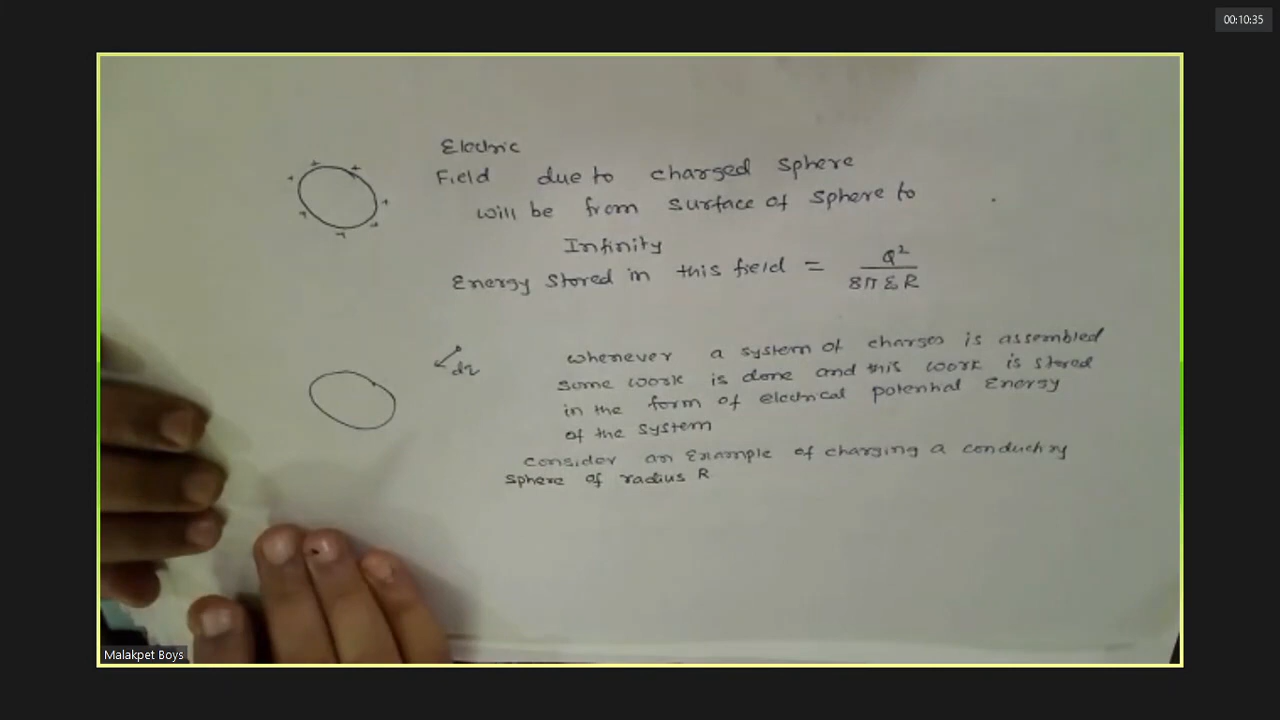 00:10:35
Electric
Field due to charged sphere
will be from surface of sphere to
Infinity
Energy stored in this field = Q²/8πεR
dq
whenever a system of charges is assembled
some work is done and this work is stored
in the form of electrical potential Energy
of the system
consider an Example of charging a conducting
sphere of radius R
Malakpet Boys